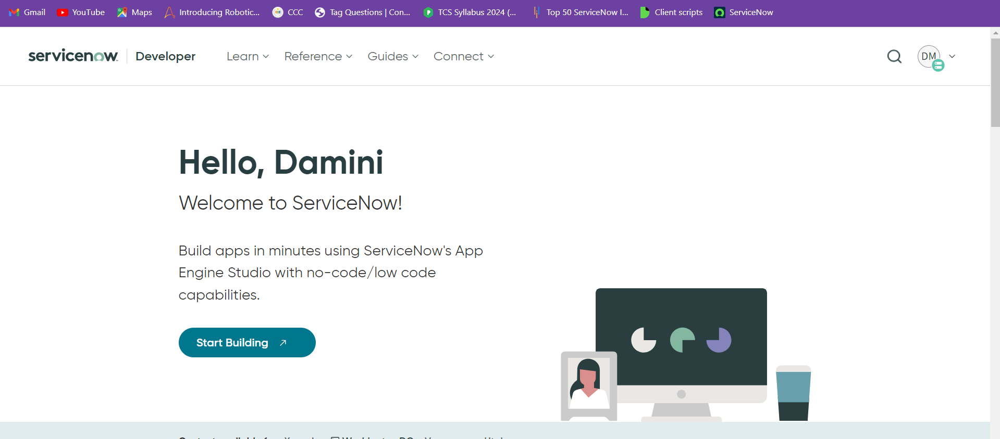 Gmail YouTube Maps Introducing Robotic... CCC Tag Questions | Con... TCS Syllabus 2024 (... Top 50 ServiceNow I... Client scripts ServiceNow
servicenow Developer Learn Reference Guides Connect DM
Hello, Damini
Welcome to ServiceNow!
Build apps in minutes using ServiceNow's App
Engine Studio with no-code/low code
capabilities.
Start Building